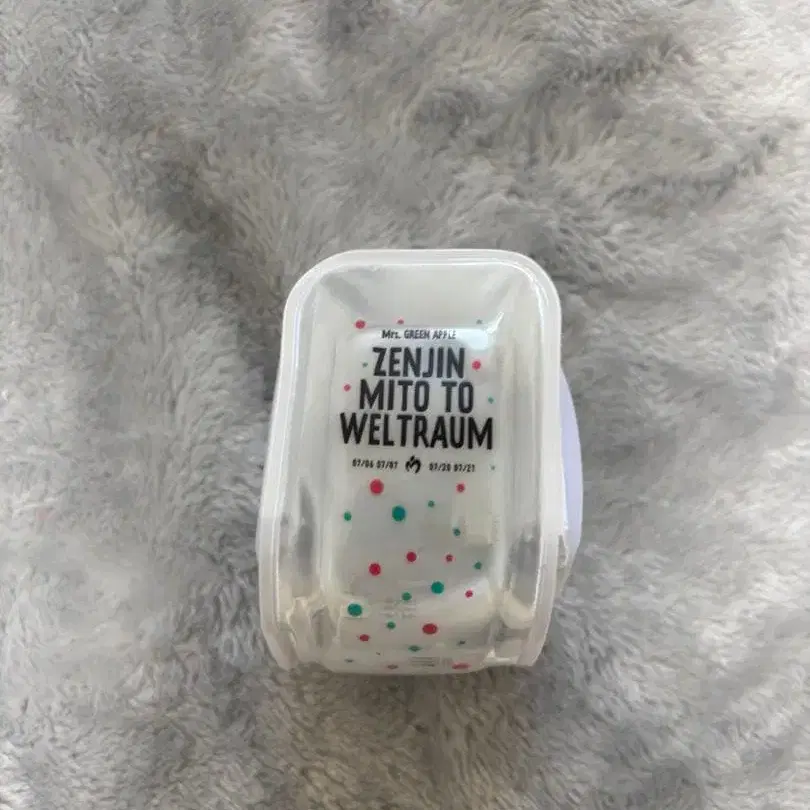 Mrs. GREEN APPLE
ZENJIN
MITO TO
WELTRAUM
07/06 07/07 07/20 07/21